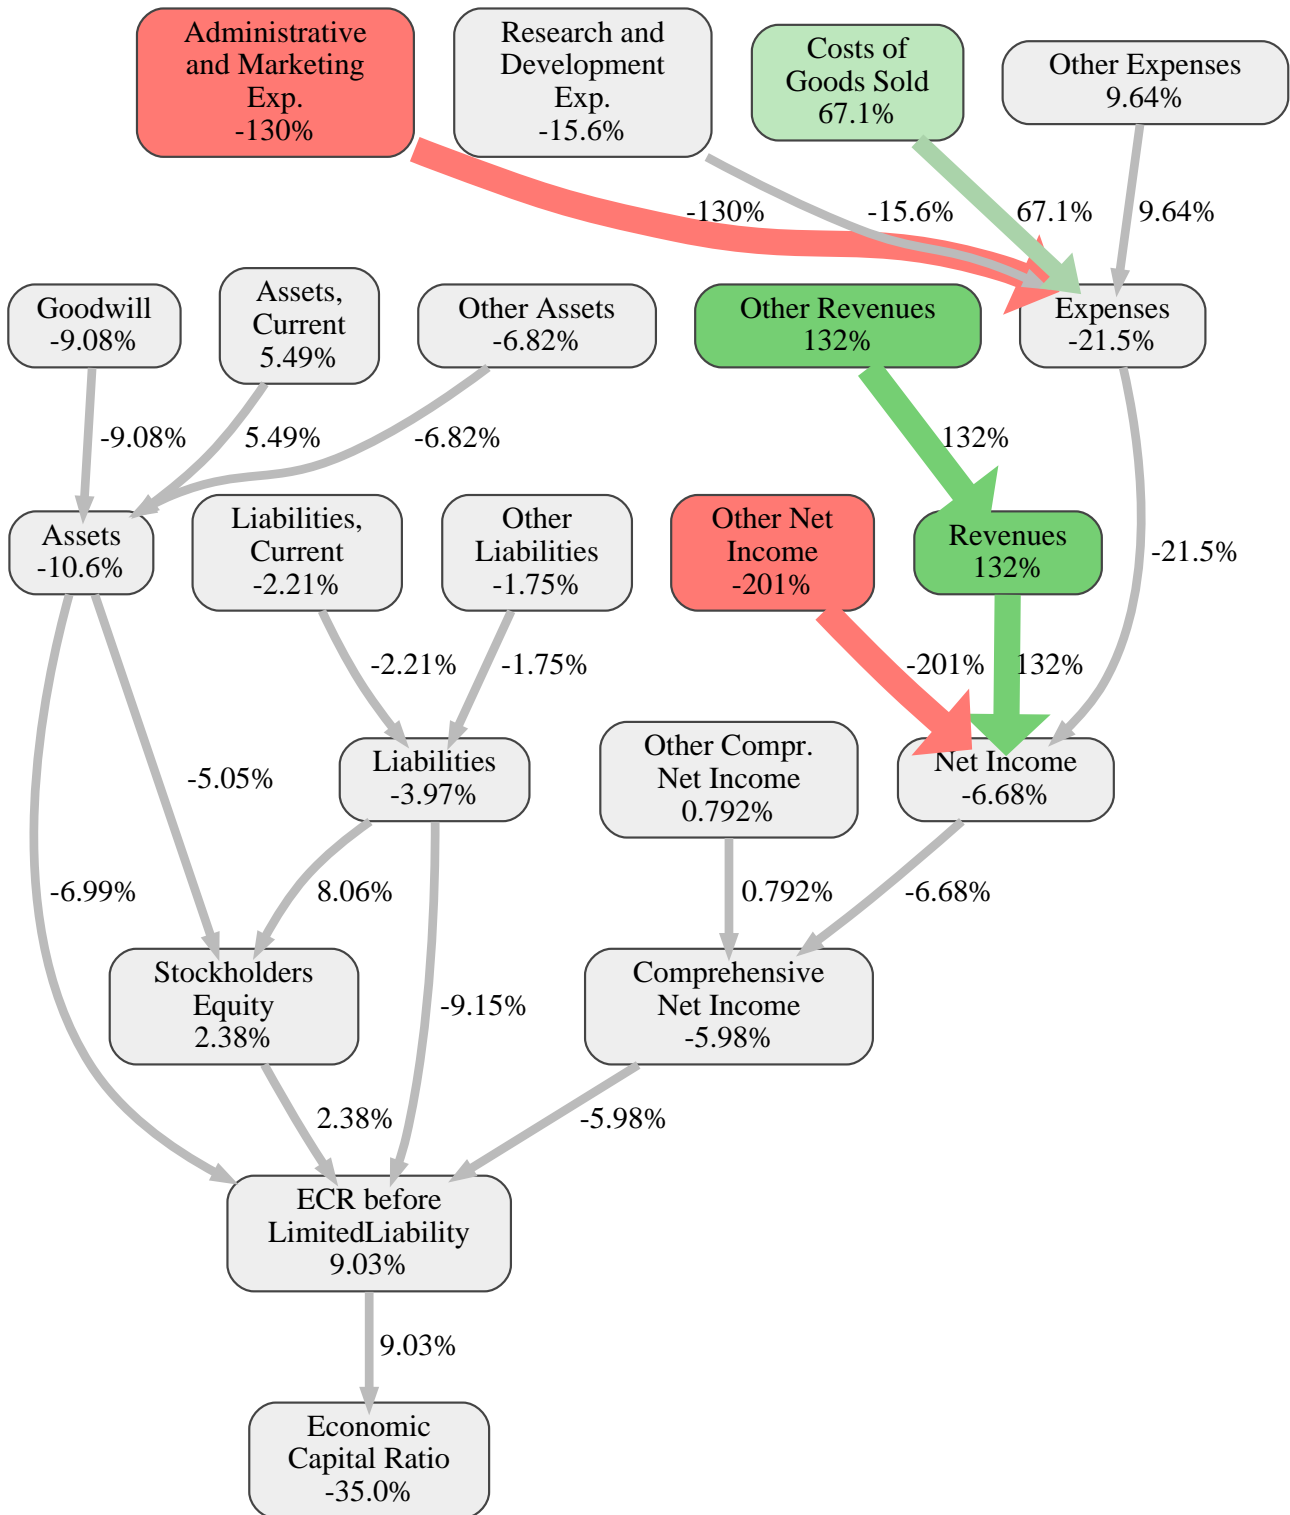 Administrative
and Marketing
Exp.
-130%
Research and
Development
Exp.
-15.6%
Costs of
Goods Sold
67.1%
Other Expenses
9.64%
-130%
-15.6%
67.1%
9.64%
Goodwill
-9.08%
Assets,
Current
5.49%
Other Assets
-6.82%
Other Revenues
132%
Expenses
-21.5%
-9.08%
5.49%
-6.82%
132%
Assets
-10.6%
Liabilities,
Current
-2.21%
Other
Liabilities
-1.75%
Other Net
Income
-201%
Revenues
132%
-21.5%
-2.21%
-1.75%
-201%
132%
-5.05%
Liabilities
-3.97%
Other Compr.
Net Income
0.792%
Net Income
-6.68%
-6.99%
8.06%
0.792%
-6.68%
Stockholders
Equity
2.38%
-9.15%
Comprehensive
Net Income
-5.98%
2.38%
-5.98%
ECR before
LimitedLiability
9.03%
9.03%
Economic
Capital Ratio
-35.0%